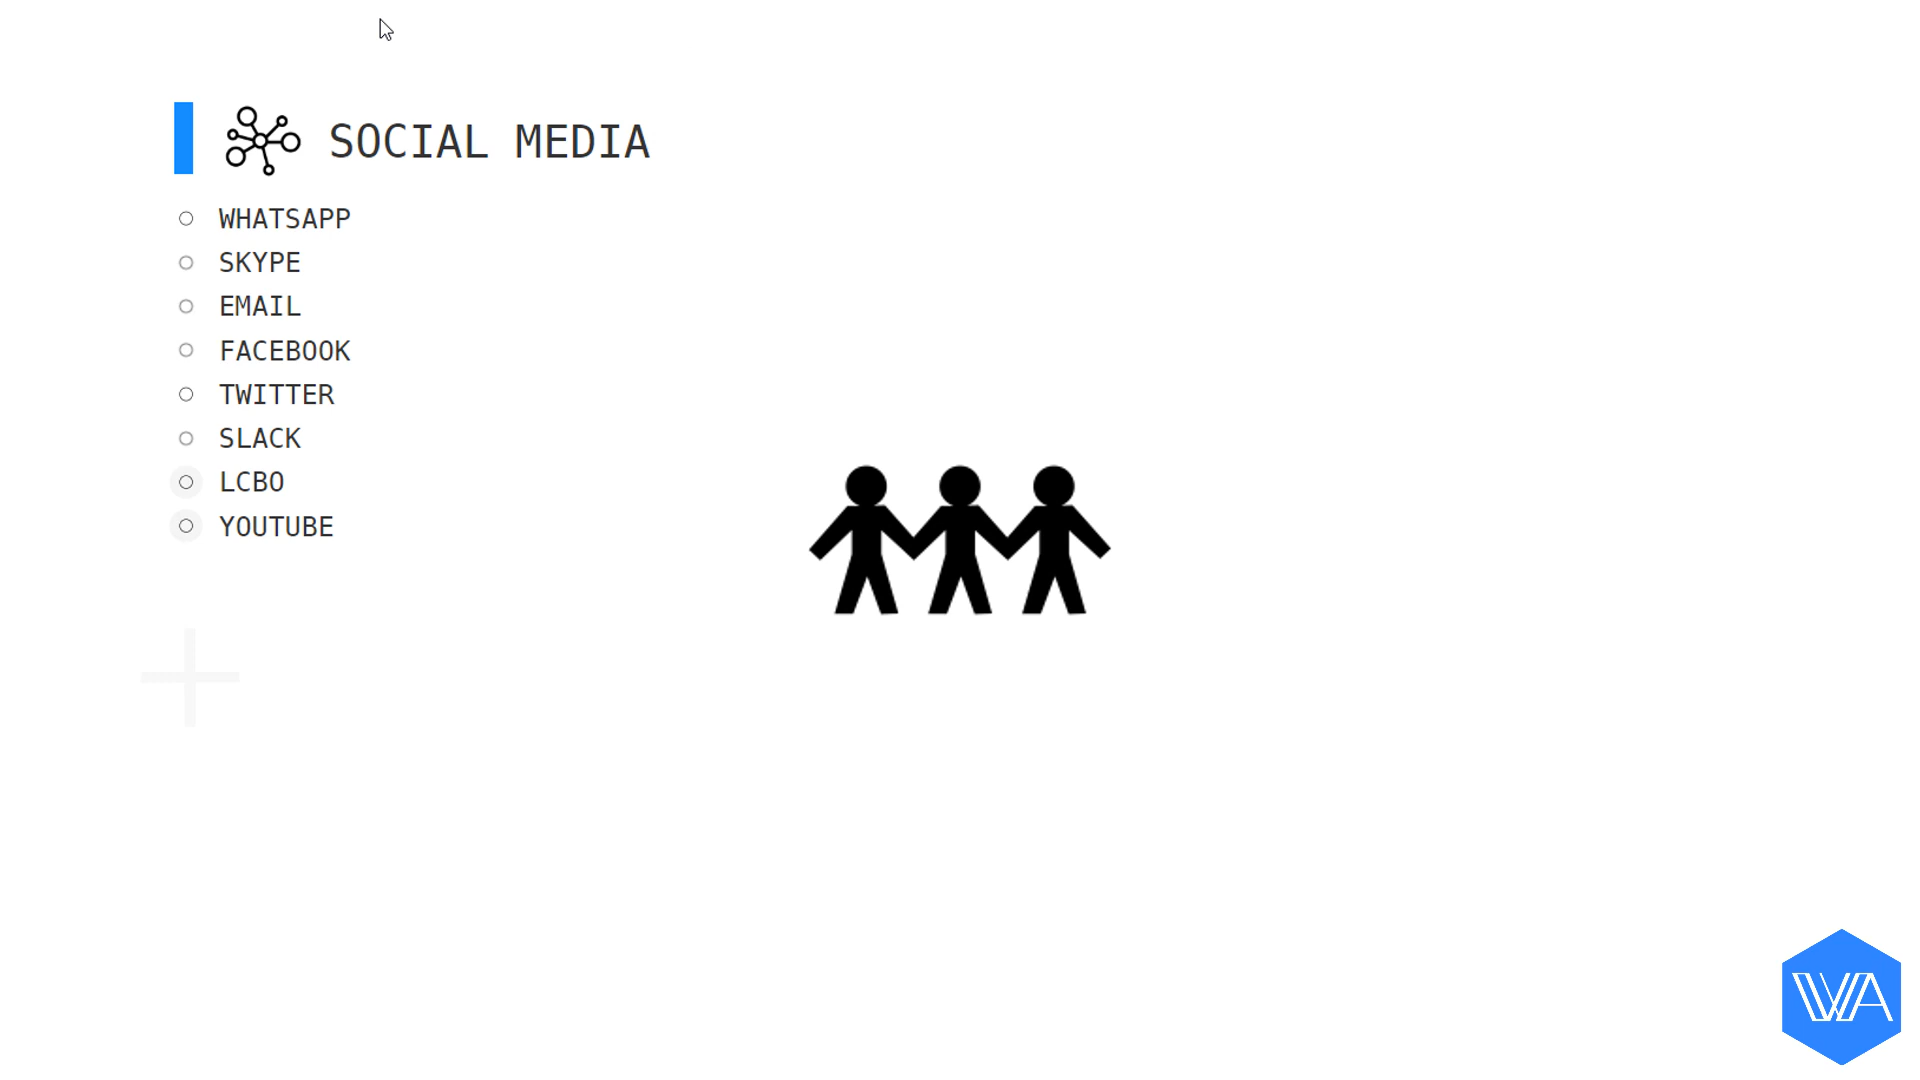 SOCIAL MEDIA
WHATSAPP
SKYPE
EMAIL
FACEBOOK
TWITTER
SLACK
LCBO
YOUTUBE
WA